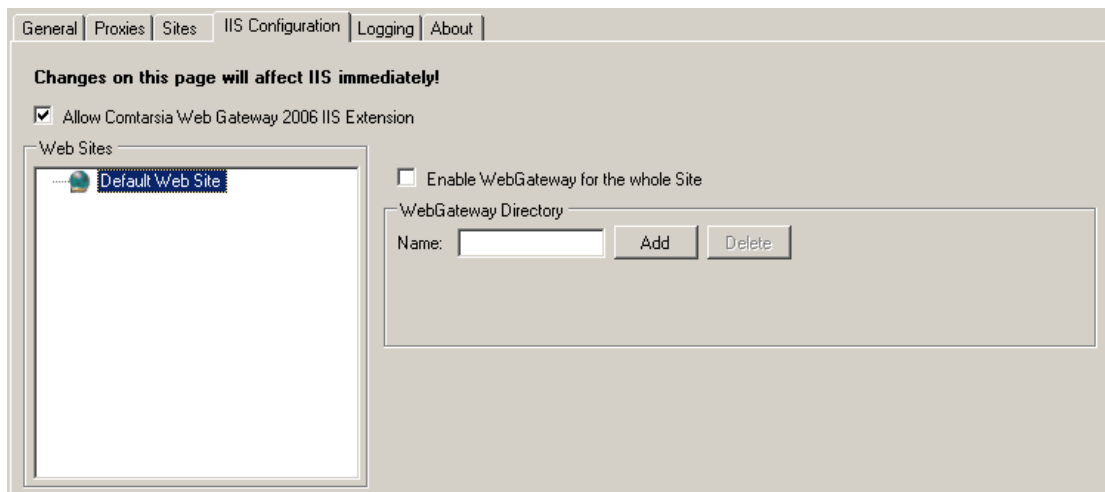 General Proxies Sites IIS Configuration Logging About
Changes on this page will affect IIS immediately!
Allow Comtarsia Web Gateway 2006 IIS Extension
Web Sites
Default Web Site
Enable WebGateway for the whole Site
WebGateway Directory
Name: Add Delete